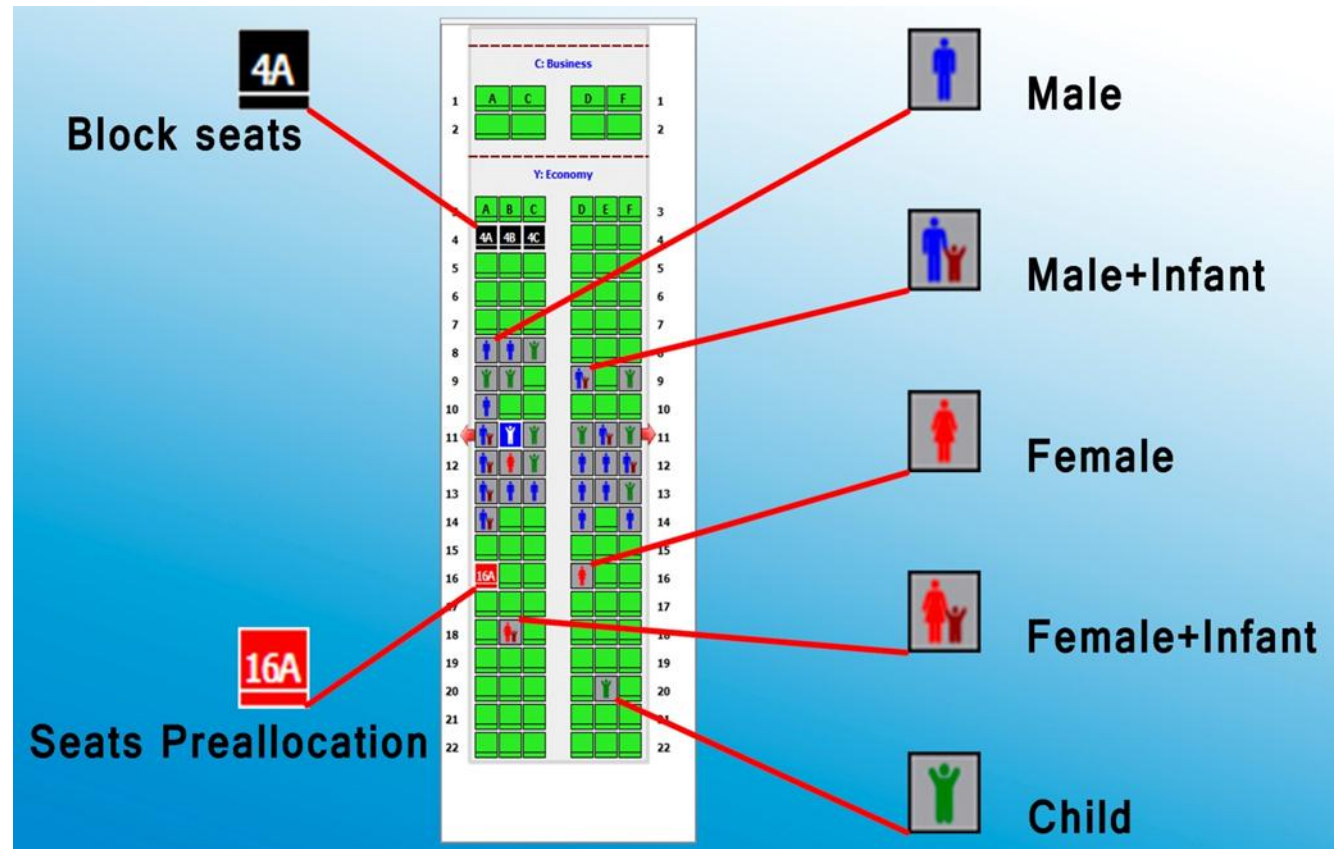 4A
Block seats
16A
Seats Preallocation
C: Business
A C D F
1 1
2 2
Y: Economy
A B C D E F
3
4 4A 4B 4C 4
5 5
6 6
7 7
8
9 9
10 10
11 11
12 12
13 13
14 14
15 15
16 16A 16
17
18
19 19
20 20
21
22 22
Male
Male+Infant
Female
Female+Infant
Child